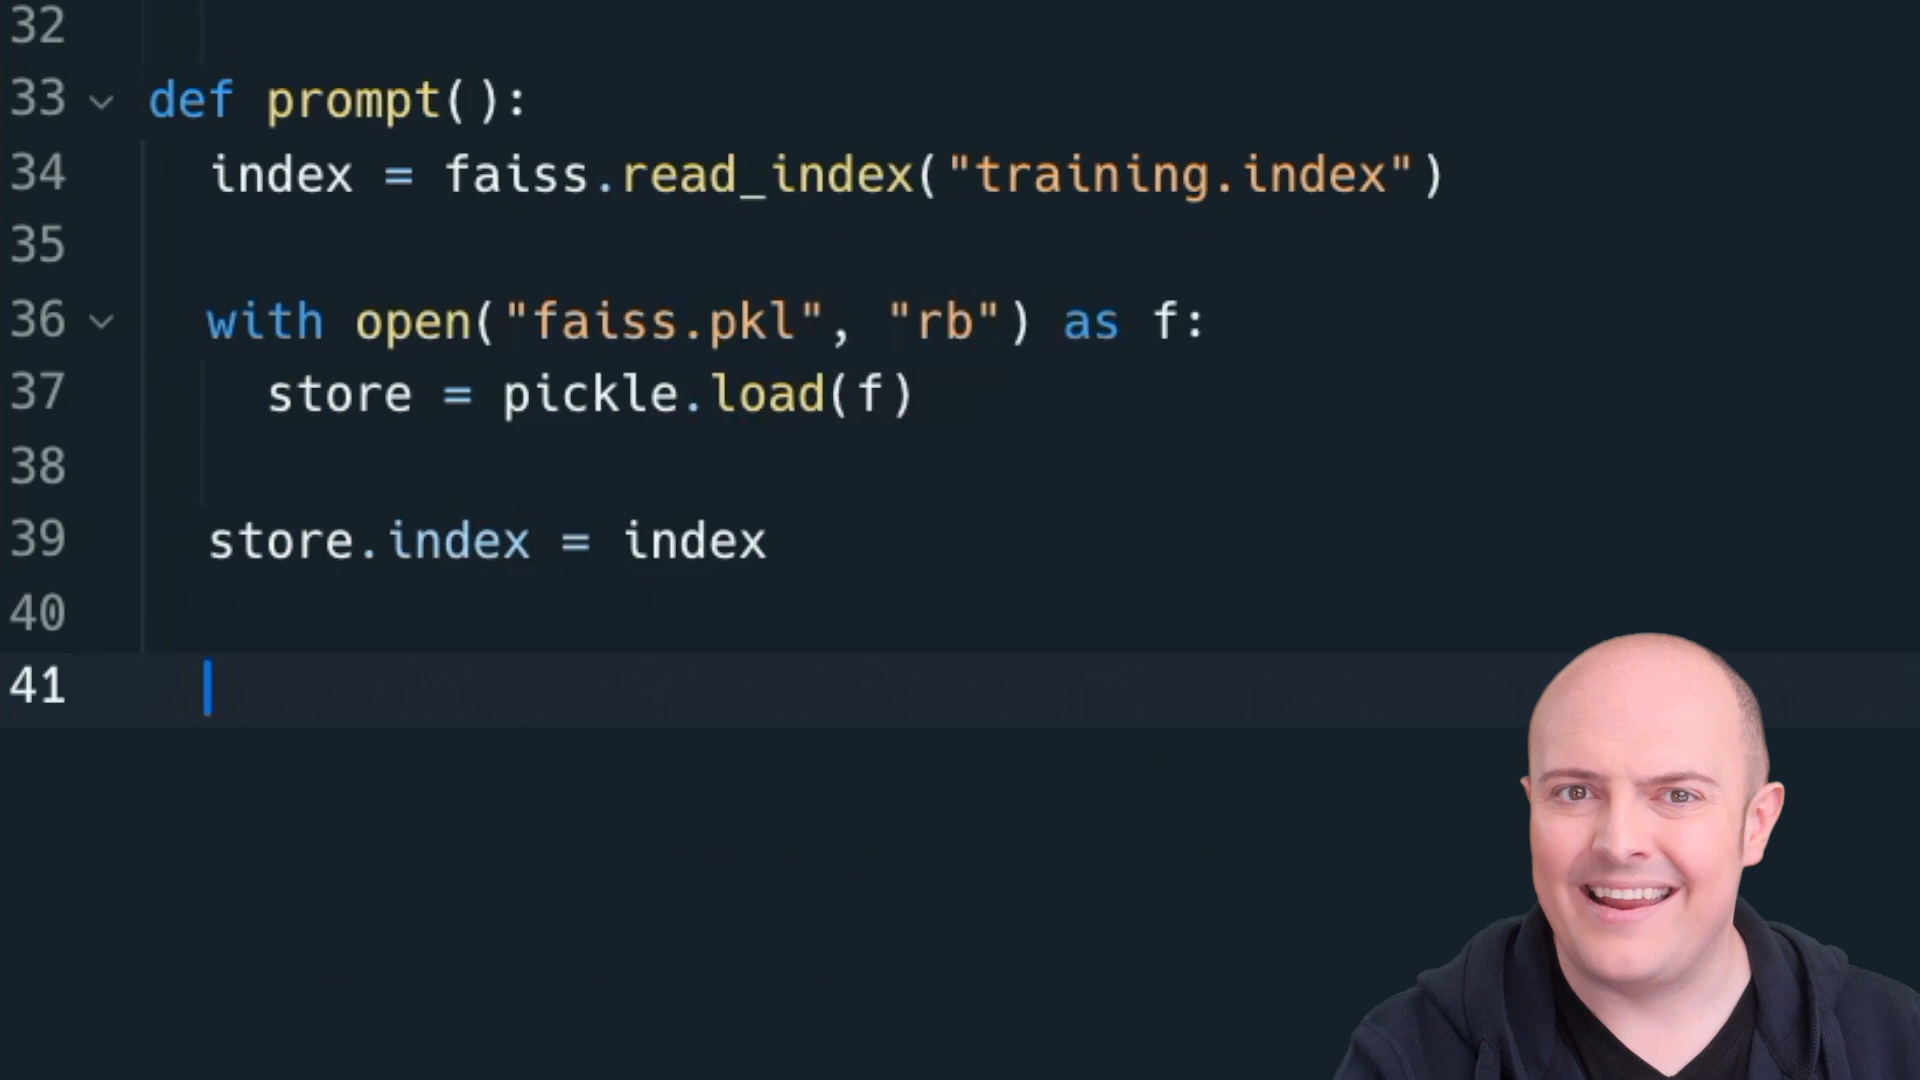 32
33 def prompt():
34 index = faiss.read_index("training.index")
35
36 with open("faiss.pkl", "rb") as f:
37 store = pickle.load(f)
38
39 store.index = index
40
41